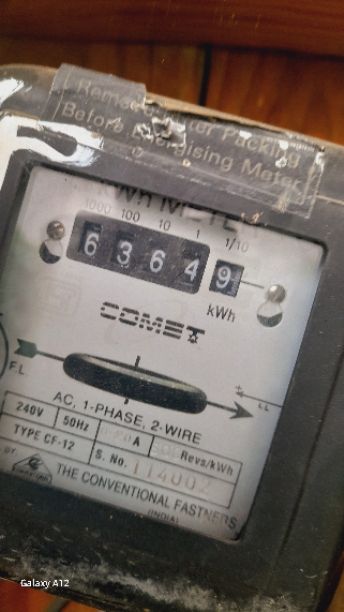 Remove Packing
Before Energising Meter
kWh METER
1000 100 10 1 1/10
6 3 6 4 9
kWh
COMET
F.L.
AC, 1-PHASE, 2-WIRE
240V 50Hz A Revs/kWh
TYPE CF-12 S. No. 114002
BY THE CONVENTIONAL FASTNERS
(INDIA)
Galaxy A12